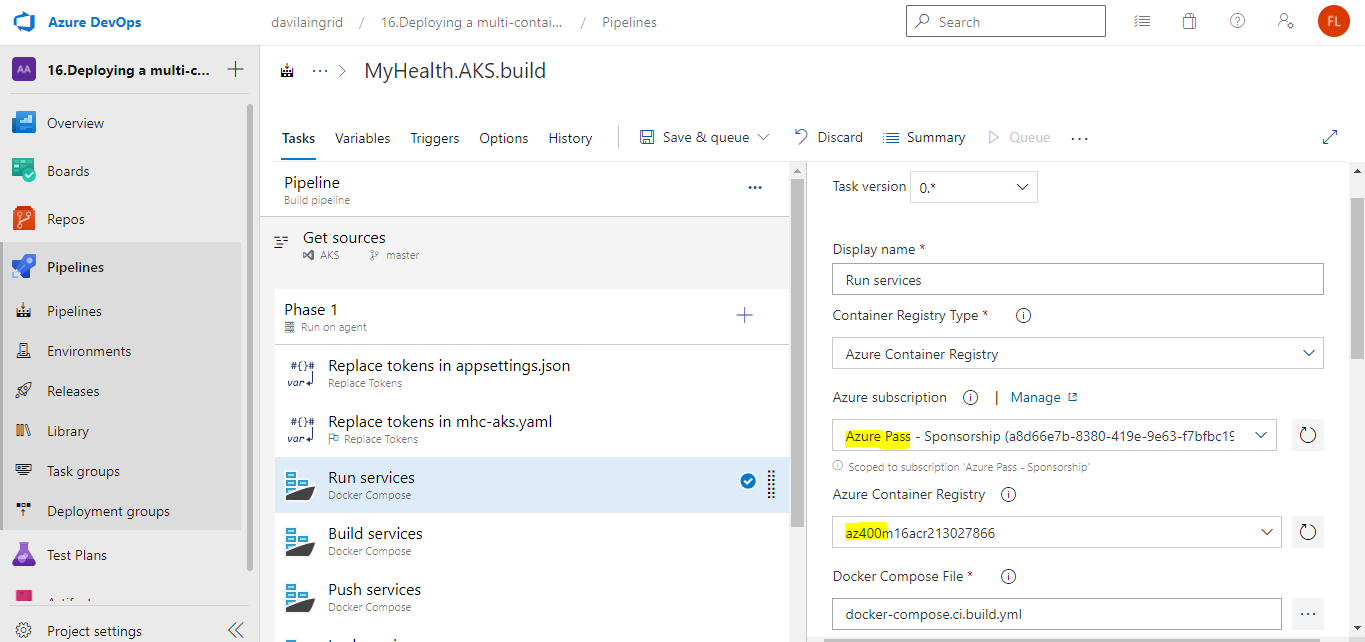 Azure DevOps
davilaingrid / 16.Deploying a multi-contai... / Pipelines
Search
FL
AA
16.Deploying a multi-c...
Overview
Boards
Repos
Pipelines
Pipelines
Environments
Releases
Library
Task groups
Deployment groups
Test Plans
Project settings
... > MyHealth.AKS.build
Tasks Variables Triggers Options History Save & queue Discard Summary Queue ...
Pipeline
Build pipeline
...
Get sources
AKS master
Phase 1
Run on agent
#{}#
var
Replace tokens in appsettings.json
Replace Tokens
#{}#
var
Replace tokens in mhc-aks.yaml
Replace Tokens
Run services
Docker Compose
Build services
Docker Compose
Push services
Docker Compose
Task version 0.*
Display name *
Run services
Container Registry Type *
Azure Container Registry
Azure subscription | Manage
Azure Pass - Sponsorship (a8d66e7b-8380-419e-9e63-f7bfbc19
Scoped to subscription 'Azure Pass - Sponsorship'
Azure Container Registry
az400m16acr213027866
Docker Compose File *
docker-compose.ci.build.yml
...